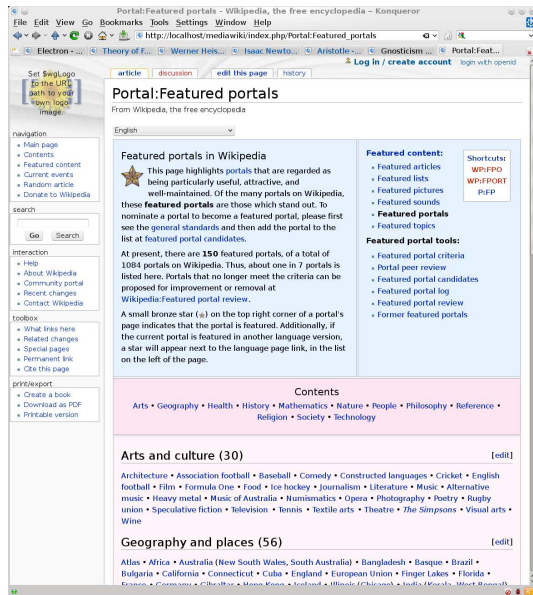 Portal:Featured portals - Wikipedia, the free encyclopedia – Konqueror
File Edit View Go Bookmarks Tools Settings Window Help
http://localhost/mediawiki/index.php/Portal:Featured_portals
Electron - ... Theory of F... Werner Heis... Isaac Newto... Aristotle -... Gnosticism ... Portal:Feat...
Log in / create account login with openid
Set $wgLogo
to the URL
path to your
own logo
image.
article discussion edit this page history
Portal:Featured portals
From Wikipedia, the free encyclopedia
English
navigation
Main page
Contents
Featured content
Current events
Random article
Donate to Wikipedia
search
Go Search
interaction
Help
About Wikipedia
Community portal
Recent changes
Contact Wikipedia
toolbox
What links here
Related changes
Special pages
Permanent link
Cite this page
print/export
Create a book
Download as PDF
Printable version
Featured portals in Wikipedia
This page highlights portals that are regarded as
being particularly useful, attractive, and
well-maintained. Of the many portals on Wikipedia,
these featured portals are those which stand out. To
nominate a portal to become a featured portal, please first
see the general standards and then add the portal to the
list at featured portal candidates.
At present, there are 150 featured portals, of a total of
1084 portals on Wikipedia. Thus, about one in 7 portals is
listed here. Portals that no longer meet the criteria can be
proposed for improvement or removal at
Wikipedia:Featured portal review.
A small bronze star (★) on the top right corner of a portal's
page indicates that the portal is featured. Additionally, if
the current portal is featured in another language version,
a star will appear next to the language page link, in the list
on the left of the page.
Featured content:
Featured articles
Featured lists
Featured pictures
Featured sounds
Featured portals
Featured topics
Shortcuts:
WP:FPO
WP:FPORT
P:FP
Featured portal tools:
Featured portal criteria
Portal peer review
Featured portal candidates
Featured portal log
Featured portal review
Former featured portals
Contents
Arts • Geography • Health • History • Mathematics • Nature • People • Philosophy • Reference •
Religion • Society • Technology
Arts and culture (30) [edit]
Architecture • Association football • Baseball • Comedy • Constructed languages • Cricket • English
football • Film • Formula One • Food • Ice hockey • Journalism • Literature • Music • Alternative
music • Heavy metal • Music of Australia • Numismatics • Opera • Photography • Poetry • Rugby
union • Speculative fiction • Television • Tennis • Textile arts • Theatre • The Simpsons • Visual arts •
Wine
Geography and places (56) [edit]
Atlas • Africa • Australia (New South Wales, South Australia) • Bangladesh • Basque • Brazil •
Bulgaria • California • Connecticut • Cuba • England • European Union • Finger Lakes • Florida •
France • Germany • Gibraltar • Hong Kong • Iceland • Illinois (Chicago) • India (Kerala, West Bengal)